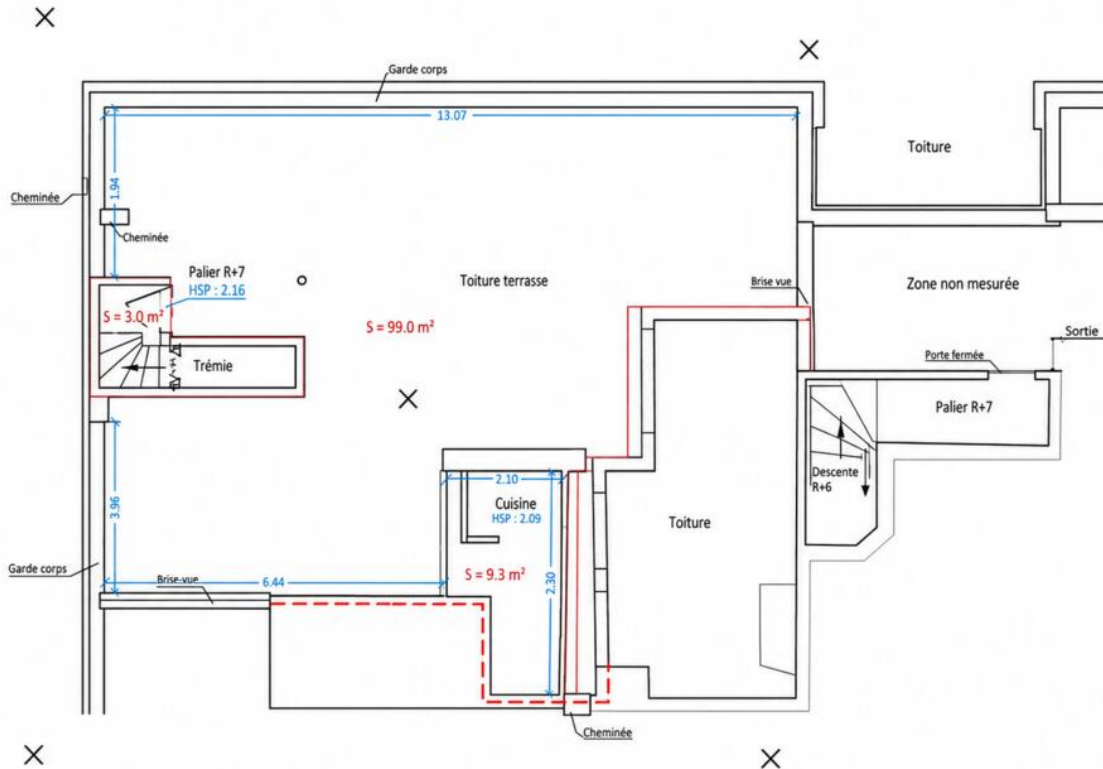 Garde corps
13.07
Toiture
Cheminée
1.94
Cheminée
Palier R+7
HSP : 2.16
Toiture terrasse
Brise vue
Zone non mesurée
S = 3.0 m²
S = 99.0 m²
Sortie
Trémie
Porte fermée
Palier R+7
2.10
Descente
R+6
Cuisine
HSP : 2.09
3.96
Toiture
Garde corps
Brise-vue
6.44
S = 9.3 m²
2.30
Cheminée